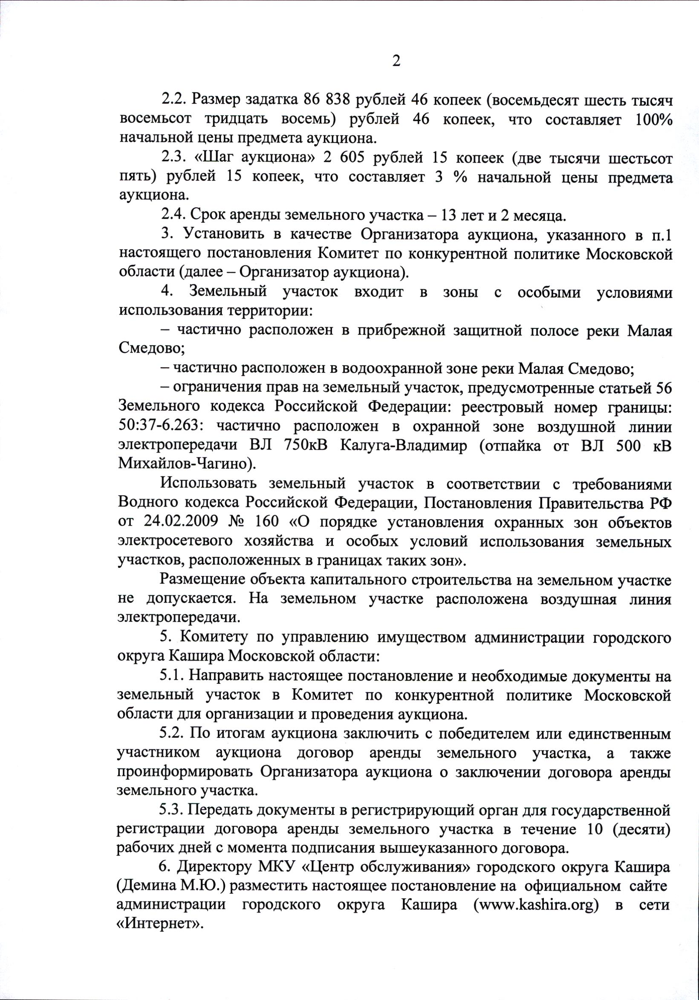 2
2.2. Размер задатка 86 838 рублей 46 копеек (восемьдесят шесть тысяч
восемьсот тридцать восемь) рублей 46 копеек, что составляет 100%
начальной цены предмета аукциона.
2.3. «Шаг аукциона» 2 605 рублей 15 копеек (две тысячи шестьсот
пять) рублей 15 копеек, что составляет 3 % начальной цены предмета
аукциона.
2.4. Срок аренды земельного участка – 13 лет и 2 месяца.
3. Установить в качестве Организатора аукциона, указанного в п.1
настоящего постановления Комитет по конкурентной политике Московской
области (далее – Организатор аукциона).
4. Земельный участок входит в зоны с особыми условиями
использования территории:
– частично расположен в прибрежной защитной полосе реки Малая
Смедово;
– частично расположен в водоохранной зоне реки Малая Смедово;
– ограничения прав на земельный участок, предусмотренные статьей 56
Земельного кодекса Российской Федерации: реестровый номер границы:
50:37-6.263: частично расположен в охранной зоне воздушной линии
электропередачи ВЛ 750кВ Калуга-Владимир (отпайка от ВЛ 500 кВ
Михайлов-Чагино).
Использовать земельный участок в соответствии с требованиями
Водного кодекса Российской Федерации, Постановления Правительства РФ
от 24.02.2009 № 160 «О порядке установления охранных зон объектов
электросетевого хозяйства и особых условий использования земельных
участков, расположенных в границах таких зон».
Размещение объекта капитального строительства на земельном участке
не допускается. На земельном участке расположена воздушная линия
электропередачи.
5. Комитету по управлению имуществом администрации городского
округа Кашира Московской области:
5.1. Направить настоящее постановление и необходимые документы на
земельный участок в Комитет по конкурентной политике Московской
области для организации и проведения аукциона.
5.2. По итогам аукциона заключить с победителем или единственным
участником аукциона договор аренды земельного участка, а также
проинформировать Организатора аукциона о заключении договора аренды
земельного участка.
5.3. Передать документы в регистрирующий орган для государственной
регистрации договора аренды земельного участка в течение 10 (десяти)
рабочих дней с момента подписания вышеуказанного договора.
6. Директору МКУ «Центр обслуживания» городского округа Кашира
(Демина М.Ю.) разместить настоящее постановление на официальном сайте
администрации городского округа Кашира (www.kashira.org) в сети
«Интернет».